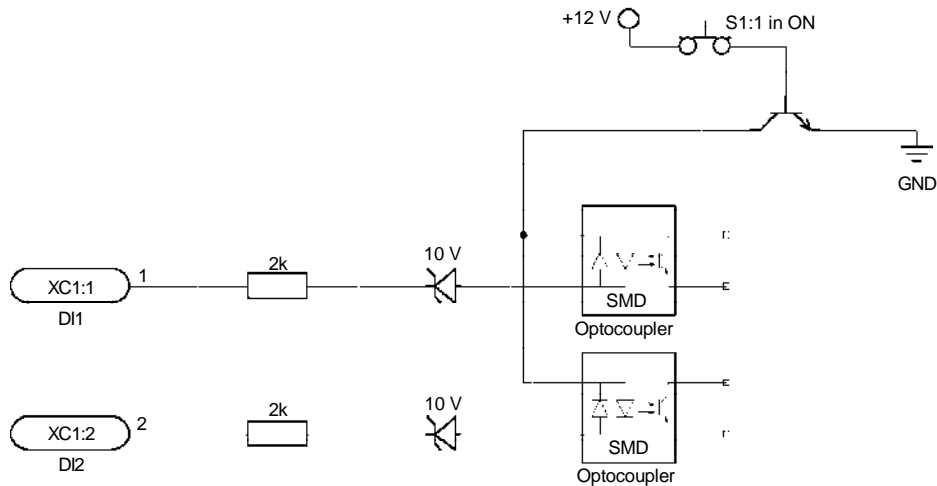 +12 V
S1:1 in ON
GND
10 V
2k
XC1:1
1
DI1
SMD
Optocoupler
10 V
2k
XC1:2
2
DI2
SMD
Optocoupler